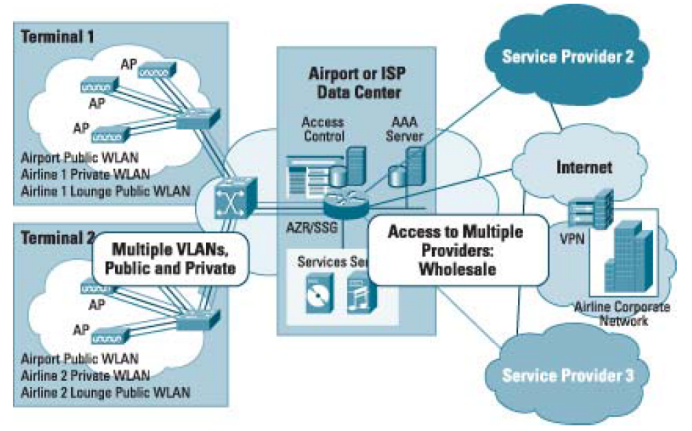 Terminal 1
AP
AP
AP
Airport Public WLAN
Airline 1 Private WLAN
Airline 1 Lounge Public WLAN
Terminal 2
Multiple VLANs,
Public and Private
AP
AP
Airport Public WLAN
Airline 2 Private WLAN
Airline 2 Lounge Public WLAN
Airport or ISP
Data Center
Access
Control
AAA
Server
AZR/SSG
Services
Access to Multiple
Providers:
Wholesale
Service Provider 2
Internet
VPN
Airline Corporate
Network
Service Provider 3